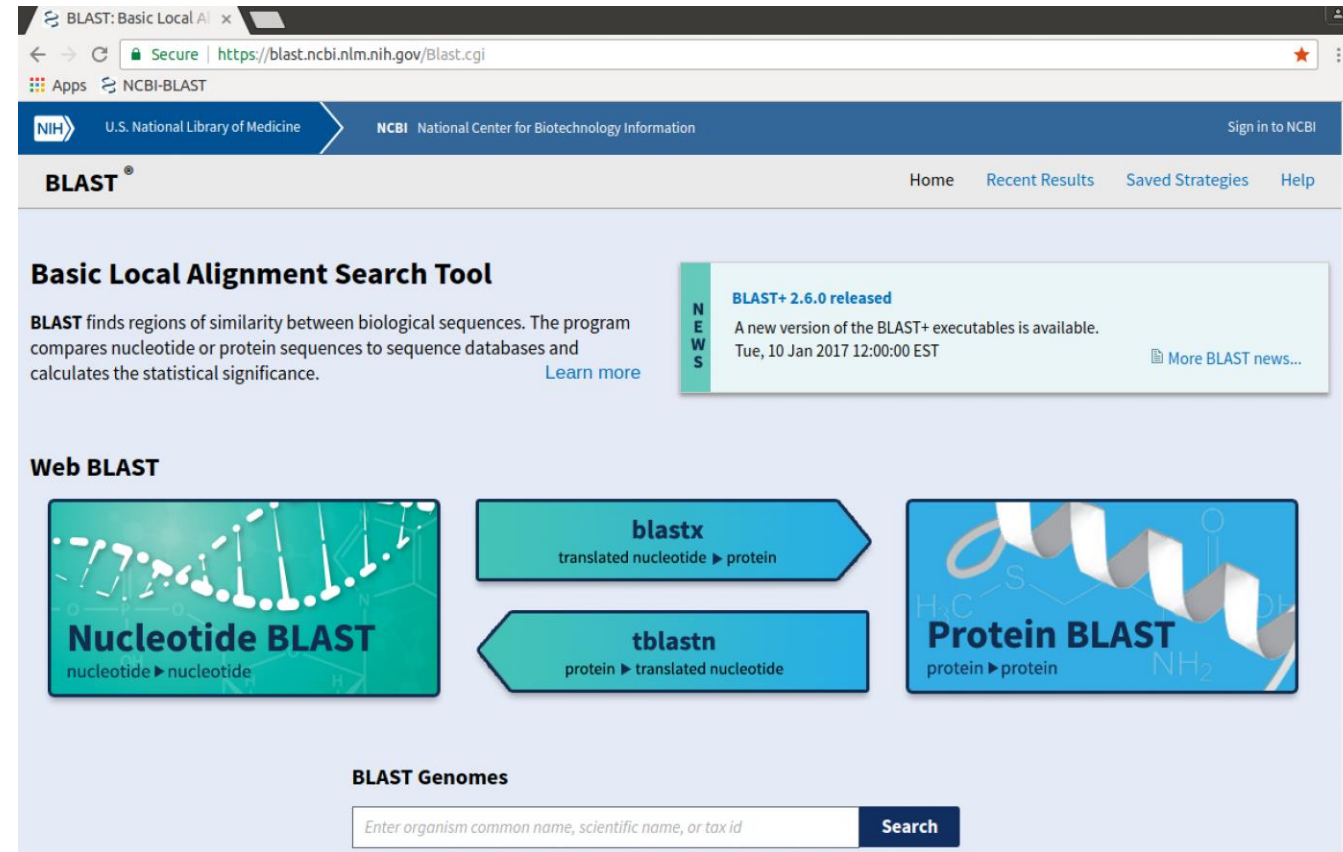 BLAST: Basic Local Al
Secure | https://blast.ncbi.nlm.nih.gov/Blast.cgi
Apps NCBI-BLAST
NIH U.S. National Library of Medicine NCBI National Center for Biotechnology Information Sign in to NCBI
BLAST ® Home Recent Results Saved Strategies Help
Basic Local Alignment Search Tool
BLAST finds regions of similarity between biological sequences. The program
compares nucleotide or protein sequences to sequence databases and
calculates the statistical significance. Learn more
NEWS
BLAST+ 2.6.0 released
A new version of the BLAST+ executables is available.
Tue, 10 Jan 2017 12:00:00 EST
More BLAST news...
Web BLAST
Nucleotide BLAST
nucleotide ▶ nucleotide
blastx
translated nucleotide ▶ protein
tblastn
protein ▶ translated nucleotide
H₃C
S
O
OH
NH₂
Protein BLAST
protein ▶ protein
BLAST Genomes
Enter organism common name, scientific name, or tax id Search